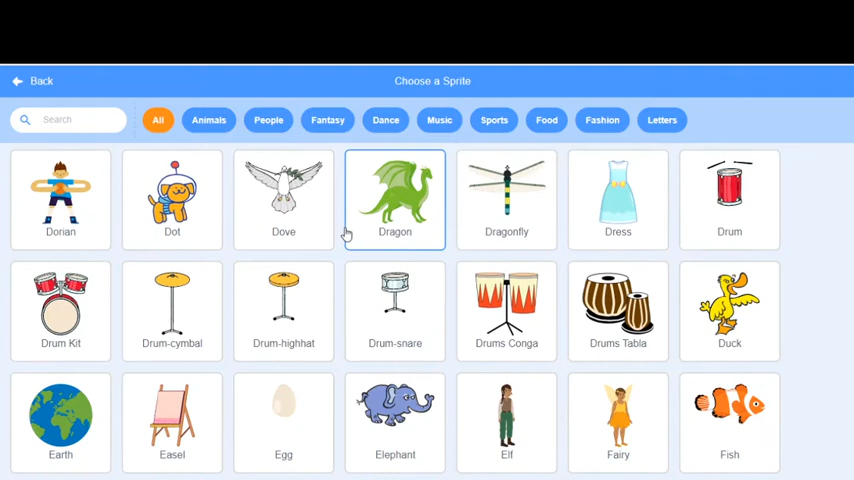 Back
Choose a Sprite
Search
All
Animals
People
Fantasy
Dance
Music
Sports
Food
Fashion
Letters
Dorian
Dot
Dove
Dragon
Dragonfly
Dress
Drum
Drum Kit
Drum-cymbal
Drum-highhat
Drum-snare
Drums Conga
Drums Tabla
Duck
Earth
Easel
Egg
Elephant
Elf
Fairy
Fish